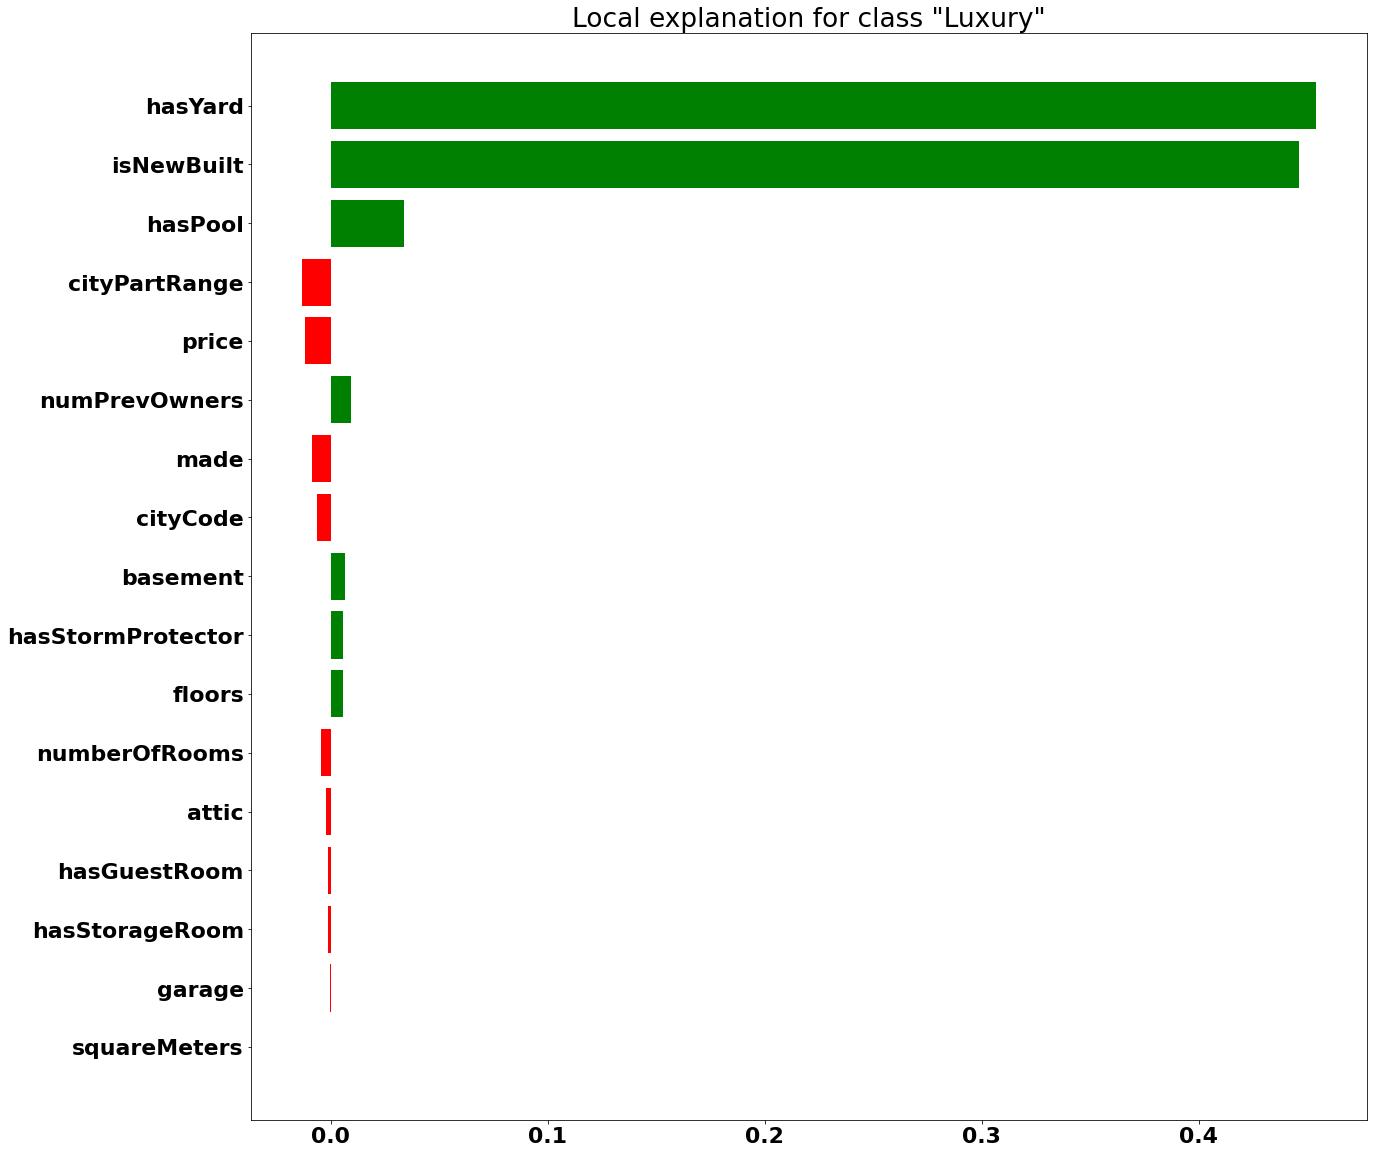 Local explanation for class "Luxury"
hasYard
isNewBuilt
hasPool
cityPartRange
price
numPrevOwners
made
cityCode
basement
hasStormProtector
floors
numberOfRooms
attic
hasGuestRoom
hasStorageRoom
garage
squareMeters
0.0 0.1 0.2 0.3 0.4